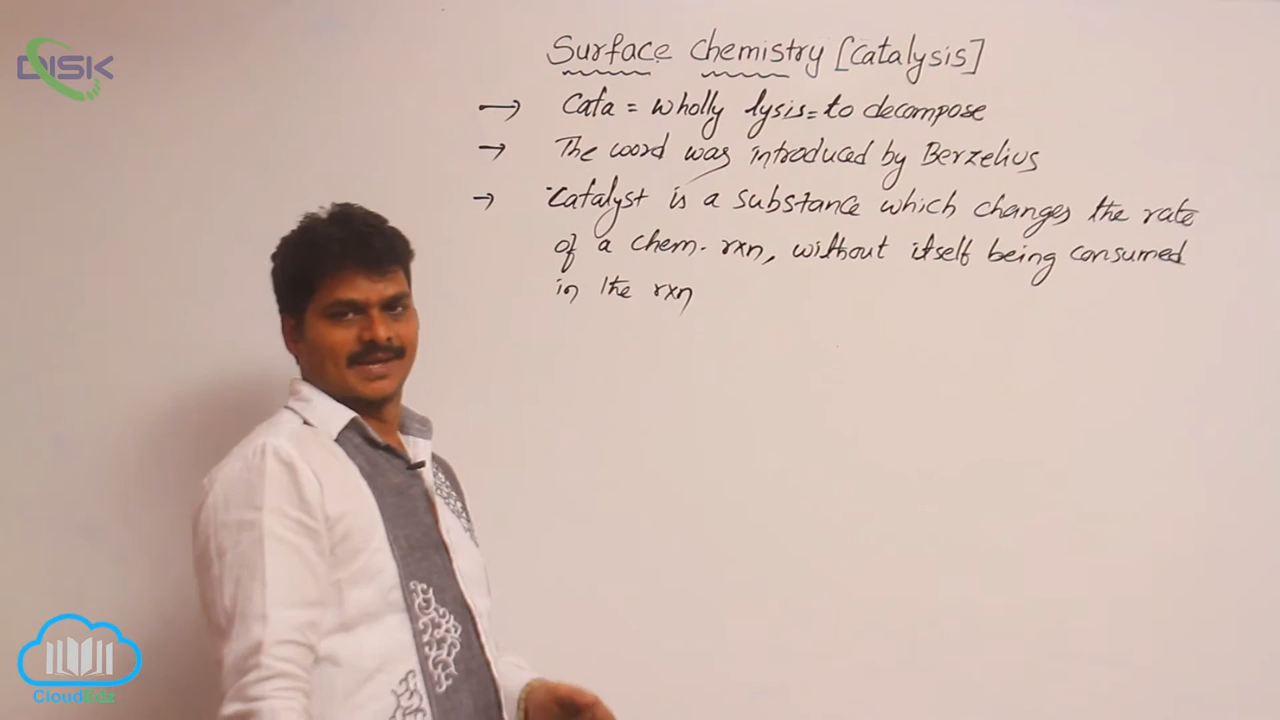 DISK
Surface chemistry [catalysis]
→ Cata = wholly lysis = to decompose
→ The word was introduced by Berzelius
→ Catalyst is a substance which changes the rate
of a chem. rxn, without itself being consumed
in the rxn
CloudEdz